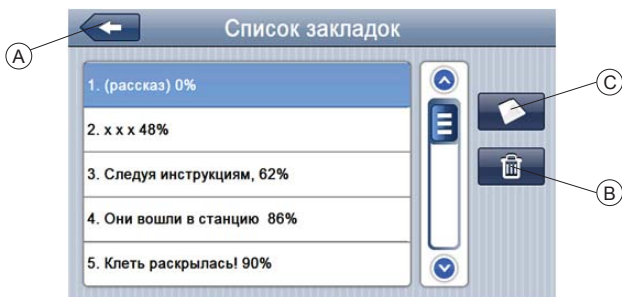 A
Список закладок
C
1. (рассказ) 0%
2. x x x 48%
3. Следуя инструкциям, 62%
B
4. Они вошли в станцию 86%
5. Клеть раскрылась! 90%